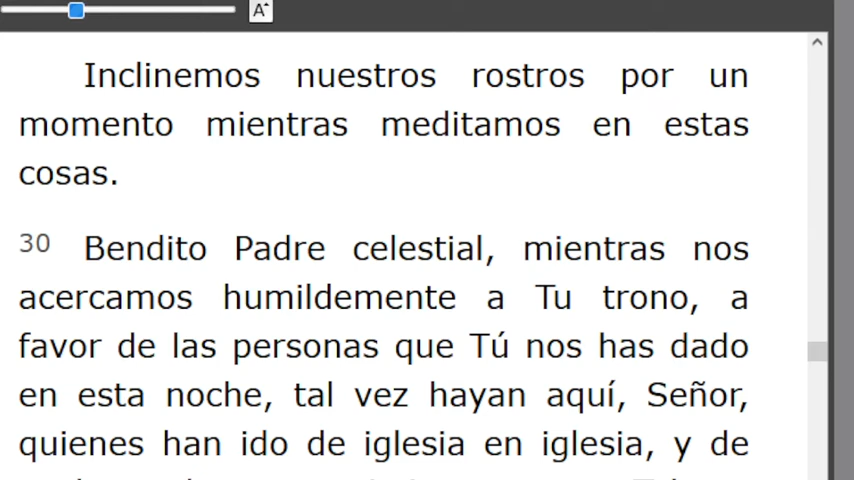 A
Inclinemos nuestros rostros por un
momento mientras meditamos en estas
cosas.
30 Bendito Padre celestial, mientras nos
acercamos humildemente a Tu trono, a
favor de las personas que Tú nos has dado
en esta noche, tal vez hayan aquí, Señor,
quienes han ido de iglesia en iglesia, y de